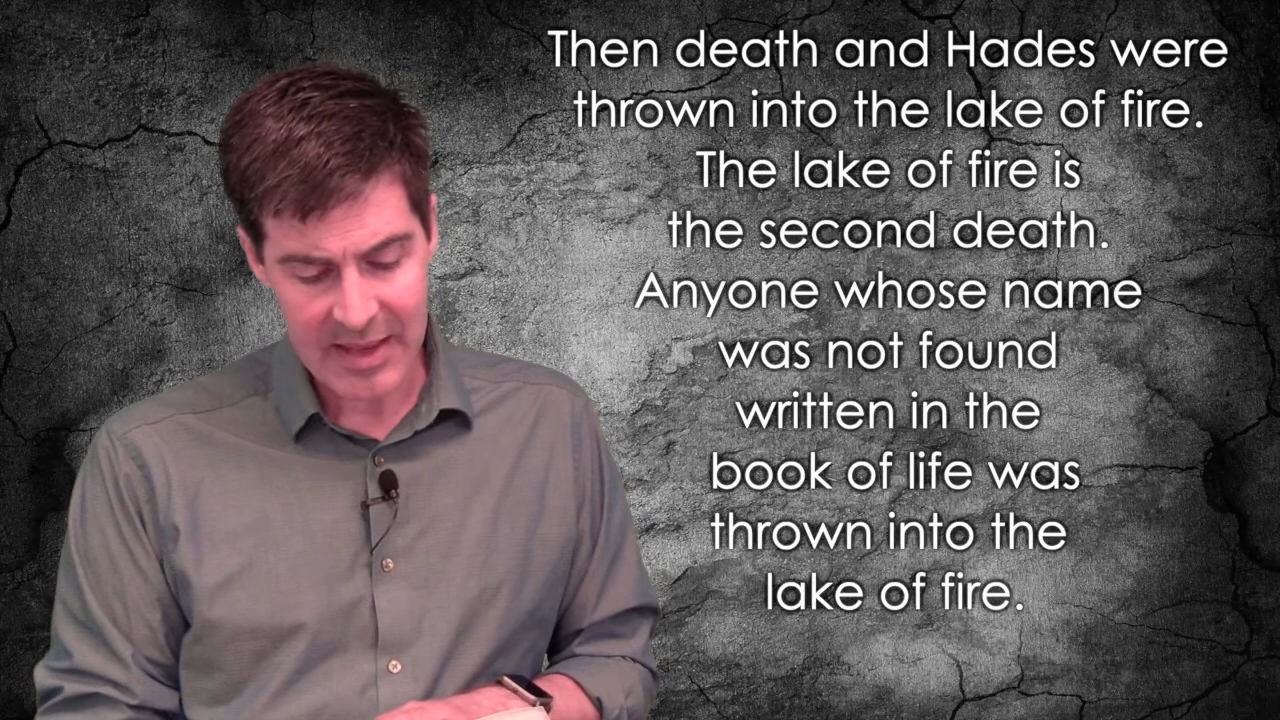 Then death and Hades were
thrown into the lake of fire.
The lake of fire is
the second death.
Anyone whose name
was not found
written in the
book of life was
thrown into the
lake of fire.